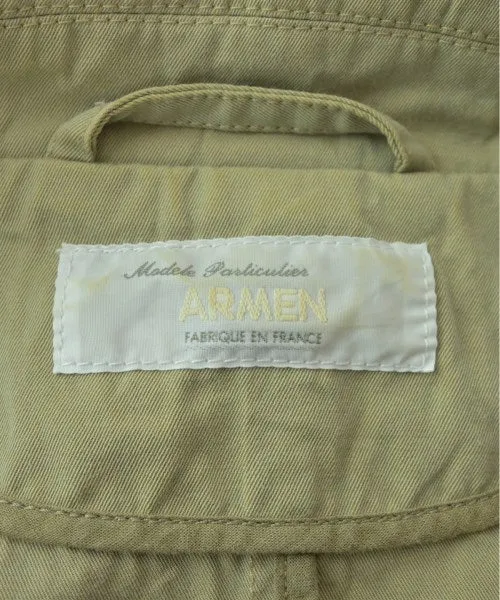 Modele Particulier
ARMEN
FABRIQUE EN FRANCE